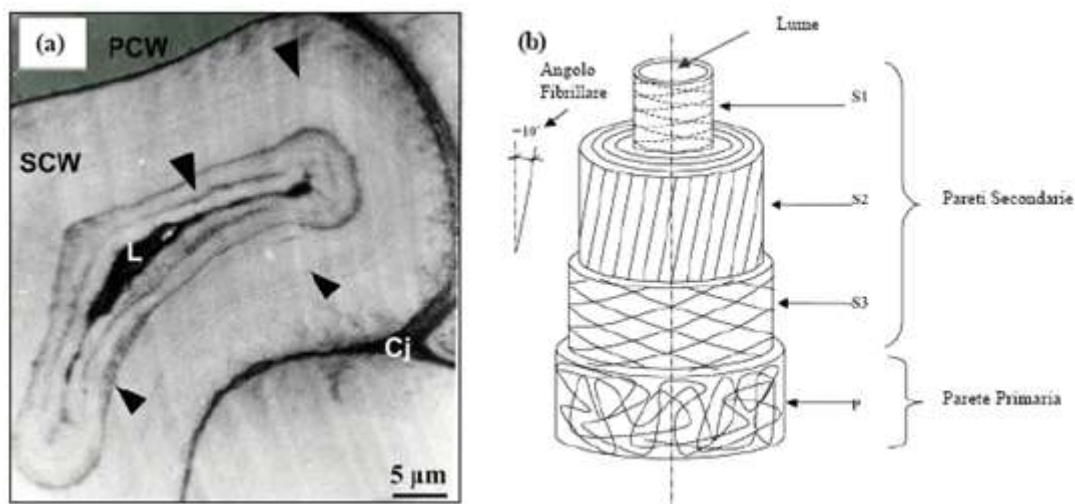 (a)
PCW
SCW
L
Cj
5 µm
(b)
Lume
Angolo
Fibrillare
≈10°
S1
S2
S3
P
Pareti Secondarie
Parete Primaria